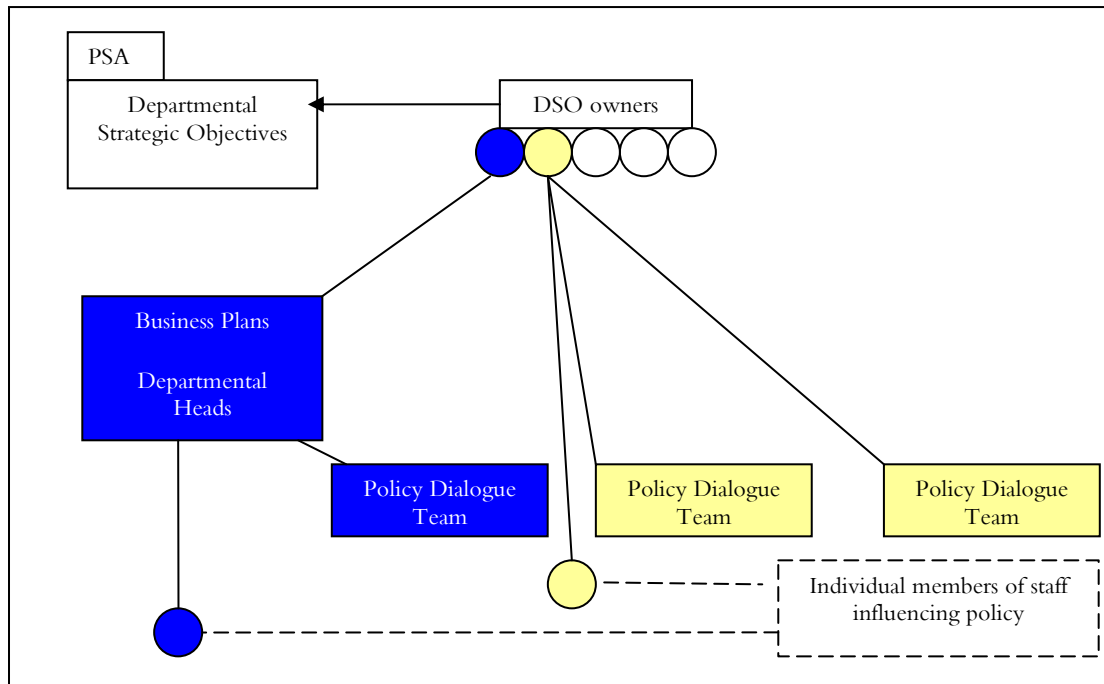 PSA
Departmental
Strategic Objectives
DSO owners
Business Plans
Departmental
Heads
Policy Dialogue
Team
Policy Dialogue
Team
Policy Dialogue
Team
Individual members of staff
influencing policy